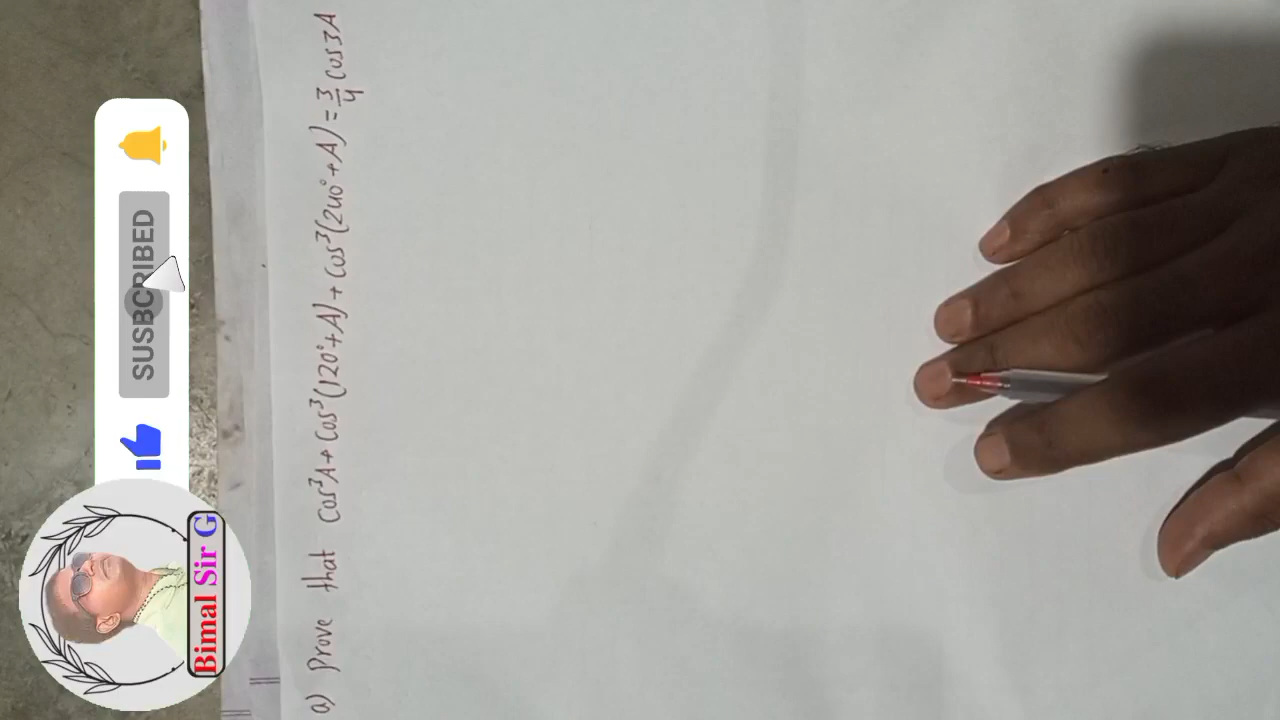 a) prove that cos³A + cos³(120°+A) + cos³(240°+A) = 3/4 cos3A
SUSBCRIBED
Bimal Sir G